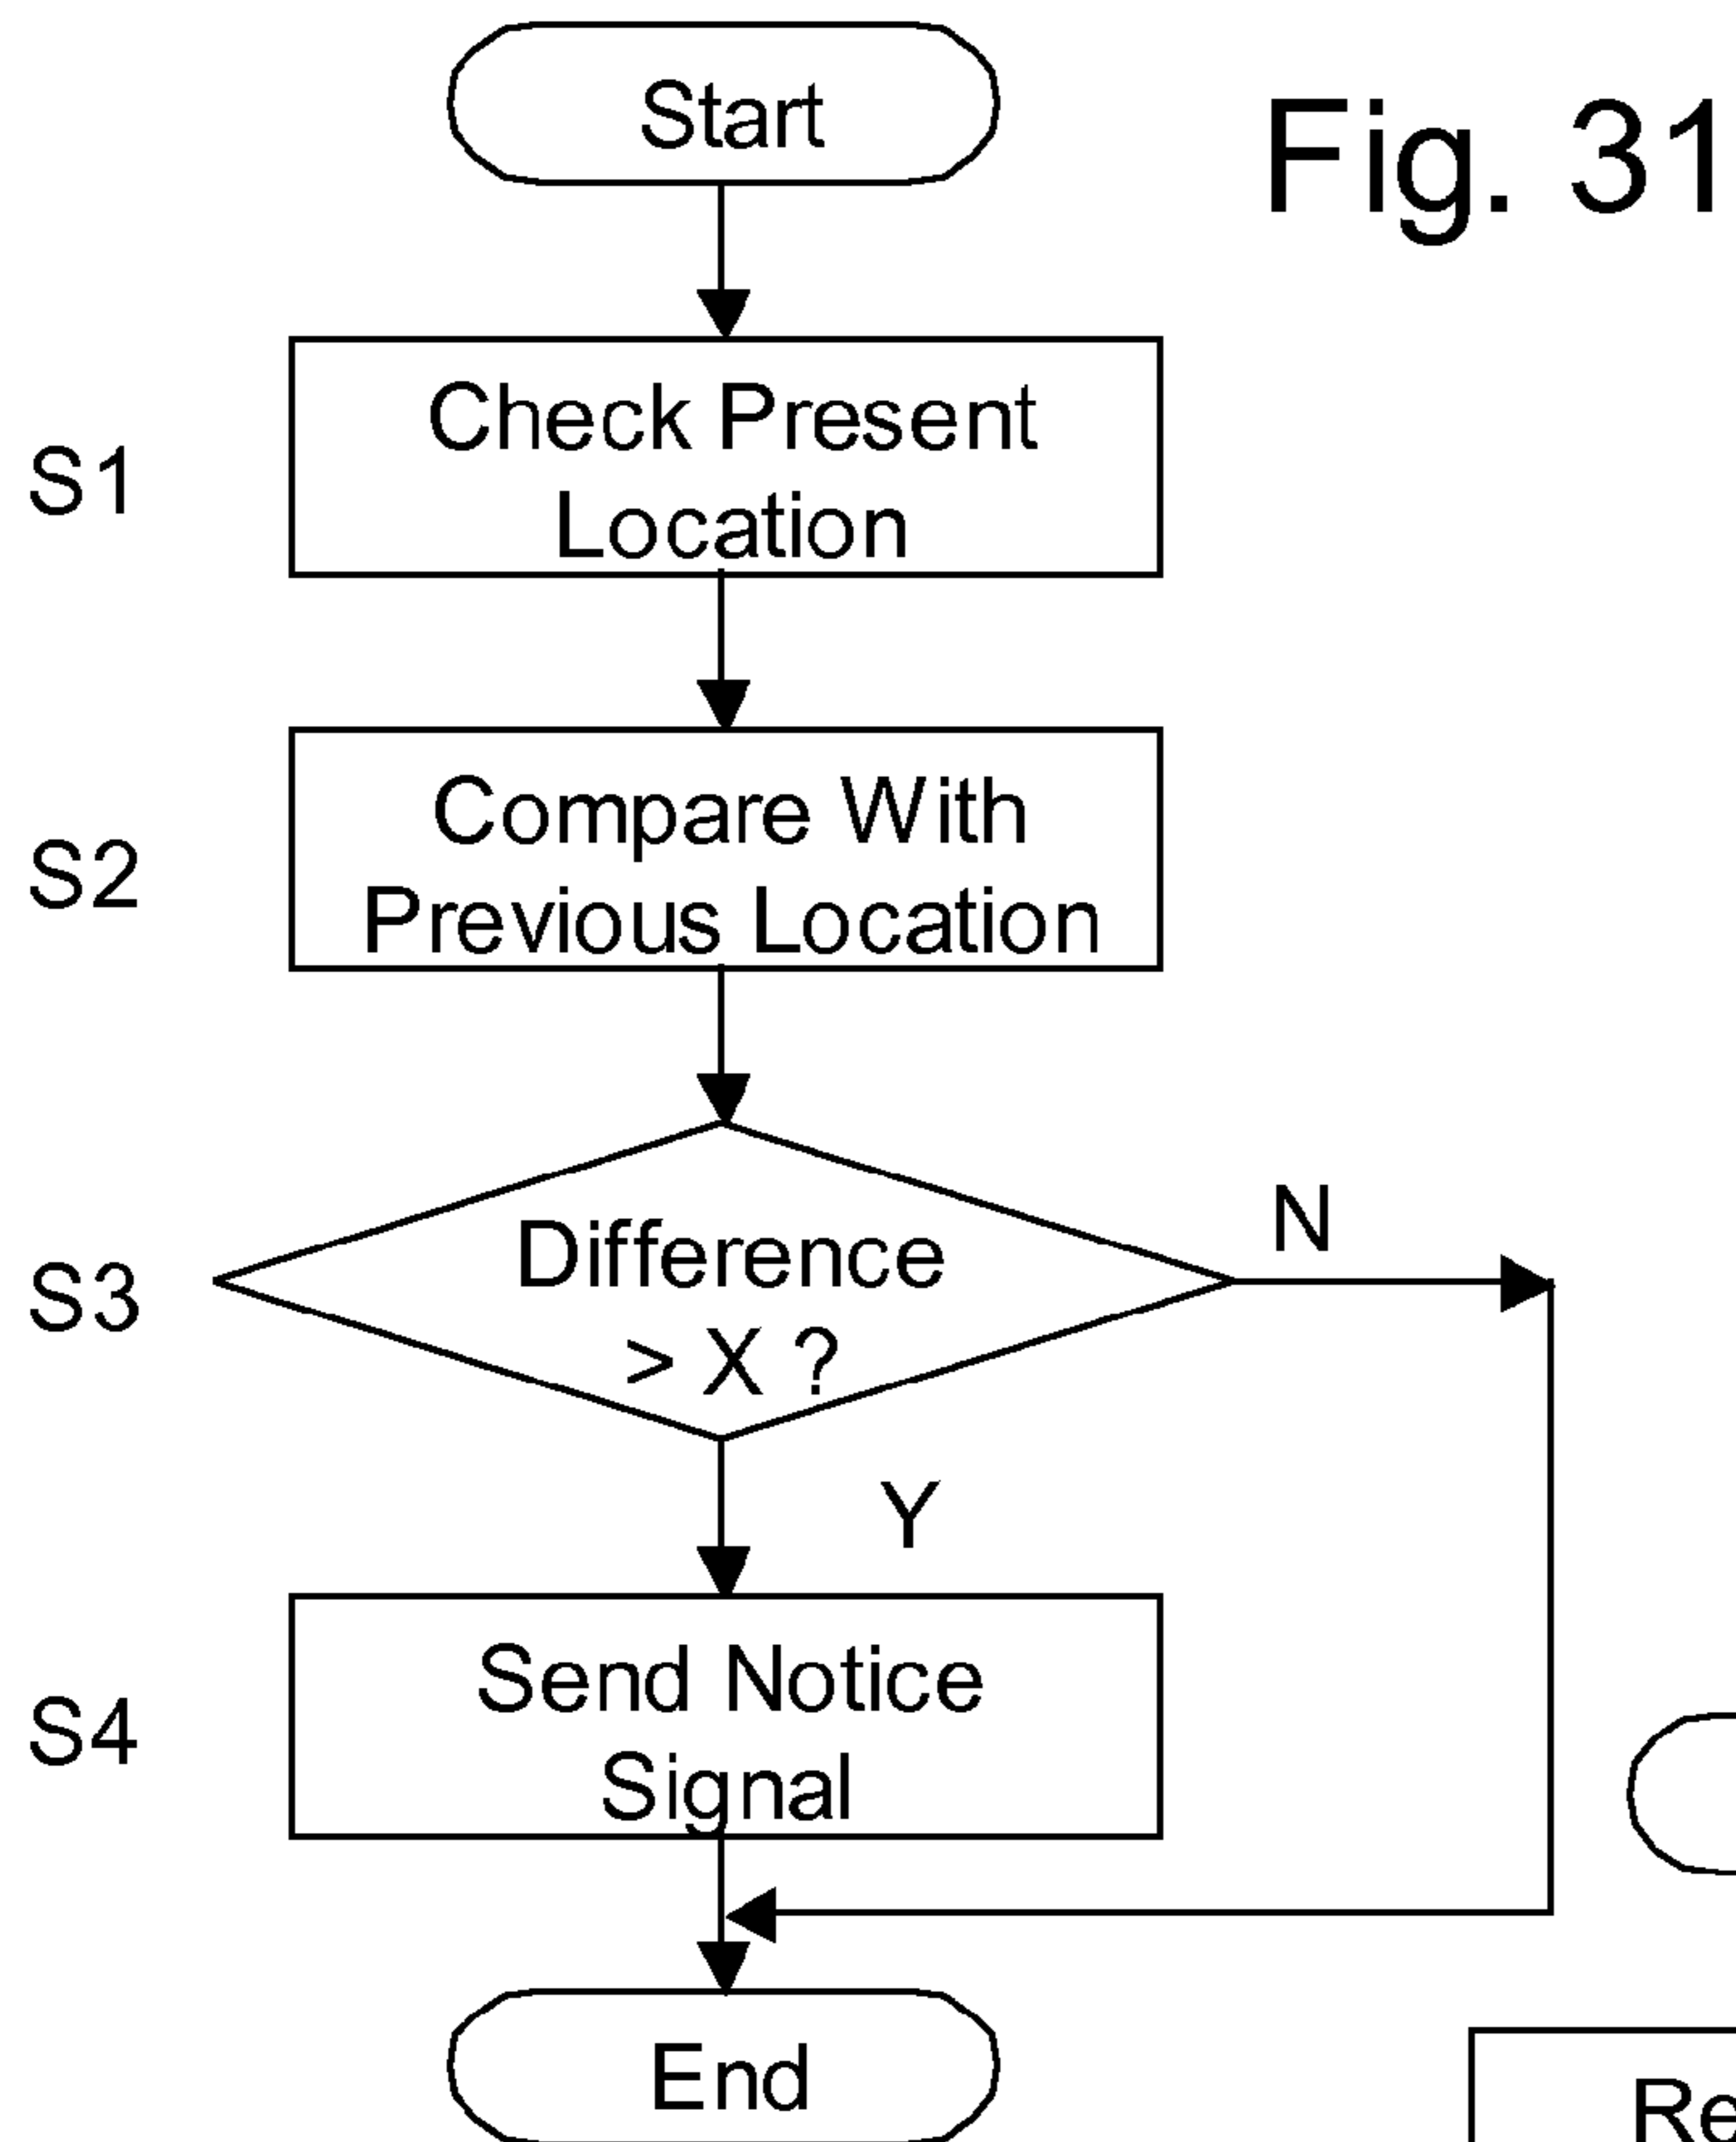 Start
Fig. 31
S1
Check Present
Location
S2
Compare With
Previous Location
S3
Difference
> X ?
N
Y
S4
Send Notice
Signal
End